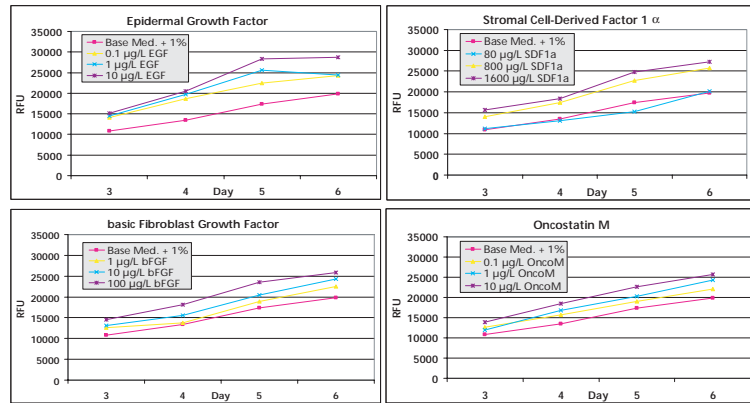 Epidermal Growth Factor
35000
30000
25000
20000
15000
10000
5000
0
RFU
Base Med. + 1%
0.1 µg/L EGF
1 µg/L EGF
10 µg/L EGF
3 4 Day 5 6
Stromal Cell-Derived Factor 1 α
35000
30000
25000
20000
15000
10000
5000
0
RFU
Base Med. + 1%
80 µg/L SDF1a
800 µg/L SDF1a
1600 µg/L SDF1a
3 4 Day 5 6
basic Fibroblast Growth Factor
35000
30000
25000
20000
15000
10000
5000
0
RFU
Base Med. + 1%
1 µg/L bFGF
10 µg/L bFGF
100 µg/L bFGF
3 4 Day 5 6
Oncostatin M
35000
30000
25000
20000
15000
10000
5000
0
RFU
Base Med. + 1%
0.1 µg/L OncoM
1 µg/L OncoM
10 µg/L OncoM
3 4 Day 5 6